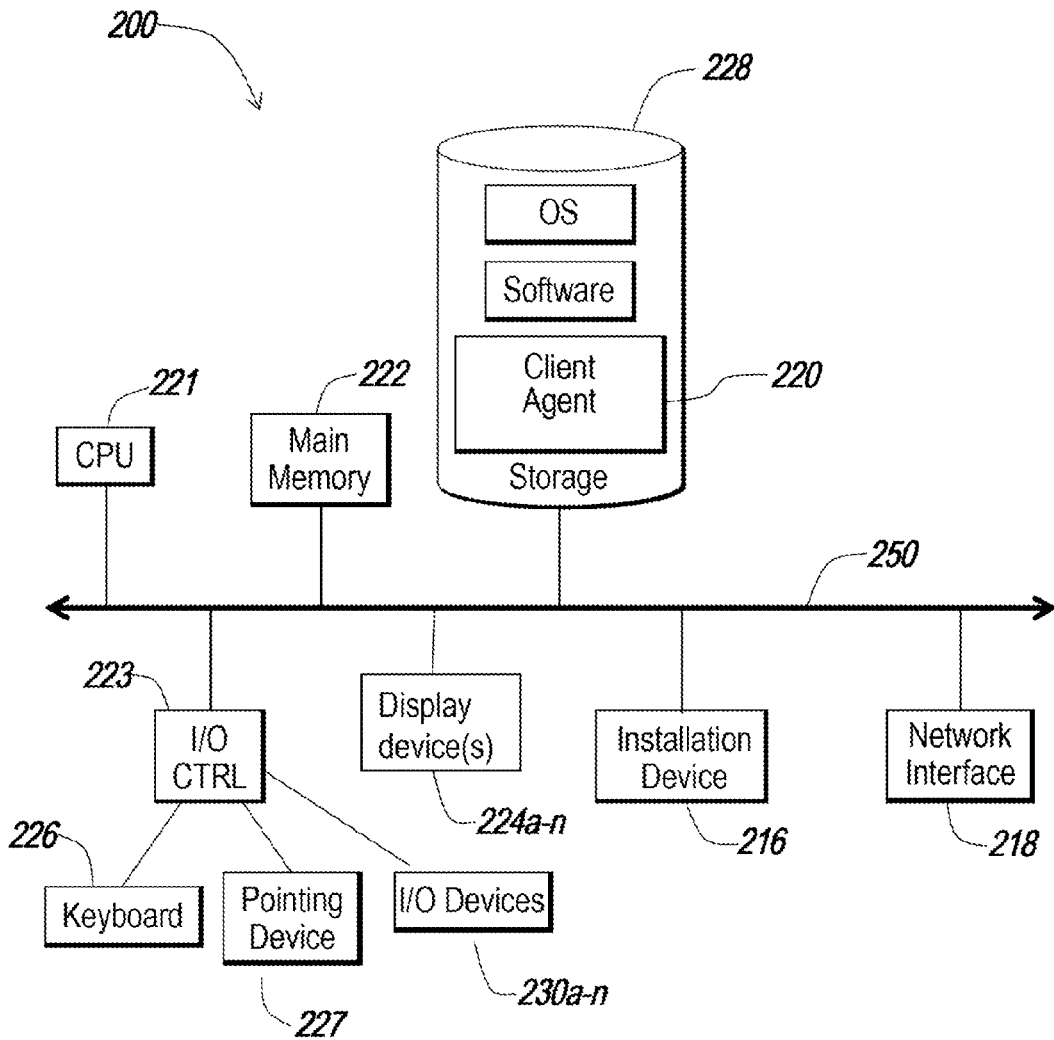 200
228
OS
Software
Client
Agent
220
Storage
221
CPU
222
Main
Memory
250
223
I/O
CTRL
Display
device(s)
224a-n
Installation
Device
216
Network
Interface
218
226
Keyboard
Pointing
Device
227
I/O Devices
230a-n